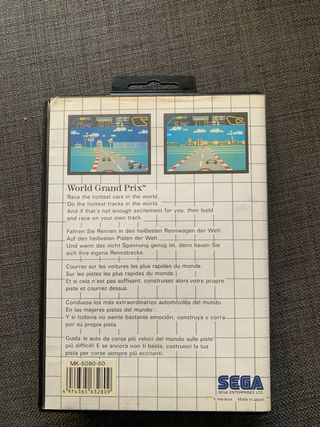 World Grand Prix™
Race the hottest cars in the world.
On the hottest tracks in the world.
And if that's not enough excitement for you, then build
and race on your own track.
Fahren Sie Rennen in den heißesten Rennwagen der Welt.
Auf den heißesten Pisten der Welt.
Und wenn das nicht Spannung genug ist, dann bauen Sie
sich Ihre eigene Rennstrecke.
Courrez sur les voitures les plus rapides du monde.
Sur les pistes les plus rapides du monde.
Et si cela n'est pas suffisant, construisez alors votre propre
piste et courrez dessus.
Conduzca los más extraordinarios automóviles del mundo.
En las mejores pistas del mundo.
Y si todavía no siente bastante emoción, construya y corra
por su propia pista.
Guida le auto da corsa più veloci del mondo sulle piste
più difficili! E se ancora non ti basta, costruisci la tua
pista per corse sempre più eccitanti.
MK-5080-50
4 974365 632809
SEGA
SEGA ENTERPRISES LTD.
Made in Japan